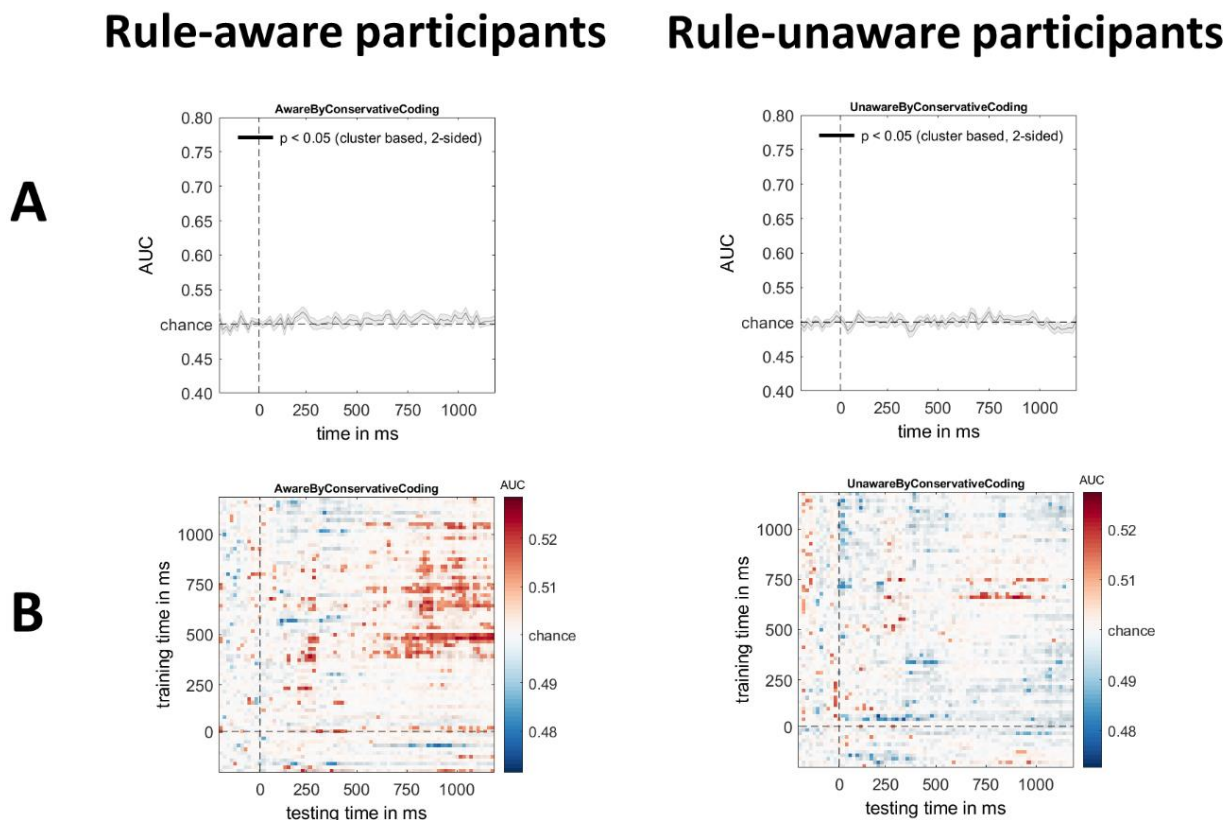 Rule-aware participants
Rule-unaware participants
A
AwareByConservativeCoding
0.80
0.75
0.70
0.65
0.60
0.55
chance
0.45
0.40
AUC
p < 0.05 (cluster based, 2-sided)
0 250 500 750 1000
time in ms
UnawareByConservativeCoding
0.80
0.75
0.70
0.65
0.60
0.55
chance
0.45
0.40
AUC
p < 0.05 (cluster based, 2-sided)
0 250 500 750 1000
time in ms
B
AwareByConservativeCoding
AUC
1000
750
500
250
0
training time in ms
0.52
0.51
chance
0.49
0.48
0 250 500 750 1000
testing time in ms
UnawareByConservativeCoding
AUC
1000
750
500
250
0
training time in ms
0.52
0.51
chance
0.49
0.48
0 250 500 750 1000
testing time in ms